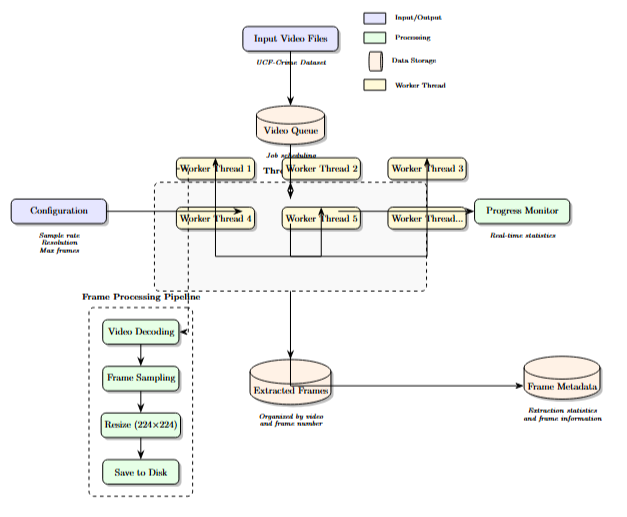 Input/Output
Input Video Files
Processing
UCF-Crime Dataset
Data Storage
Worker Thread
Video Queue
Job scheduling
Worker Thread 1
Thre
Worker Thread 2
Worker Thread 3
Configuration
Worker Thread 4
Worker Thread 5
Worker Thread...
Progress Monitor
Sample rate
Resolution
Max frames
Real-time statistics
Frame Processing Pipeline
Video Decoding
Frame Sampling
Extracted Frames
Frame Metadata
Organized by video
and frame number
Extraction statistics
and frame information
Resize (224×224)
Save to Disk